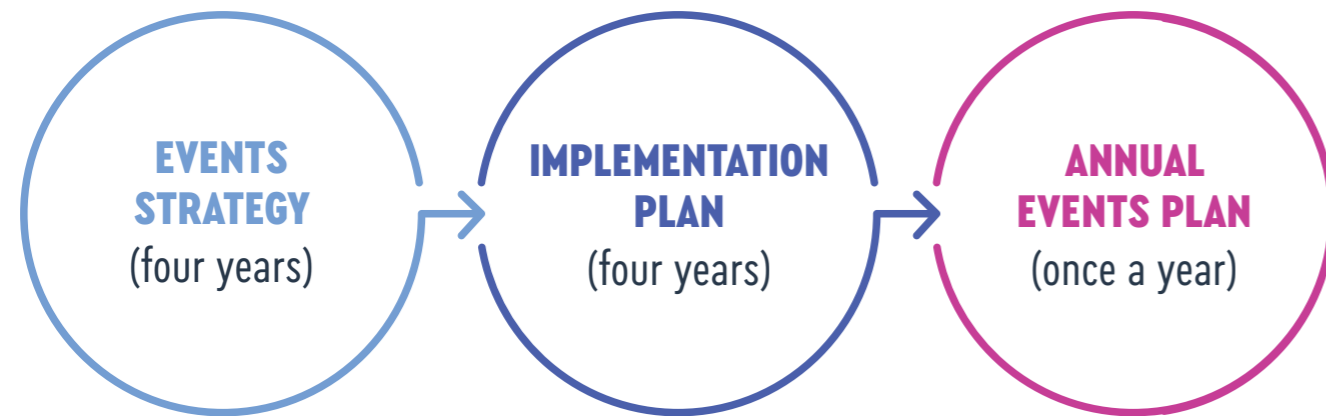 EVENTS
STRATEGY
(four years)
IMPLEMENTATION
PLAN
(four years)
ANNUAL
EVENTS PLAN
(once a year)